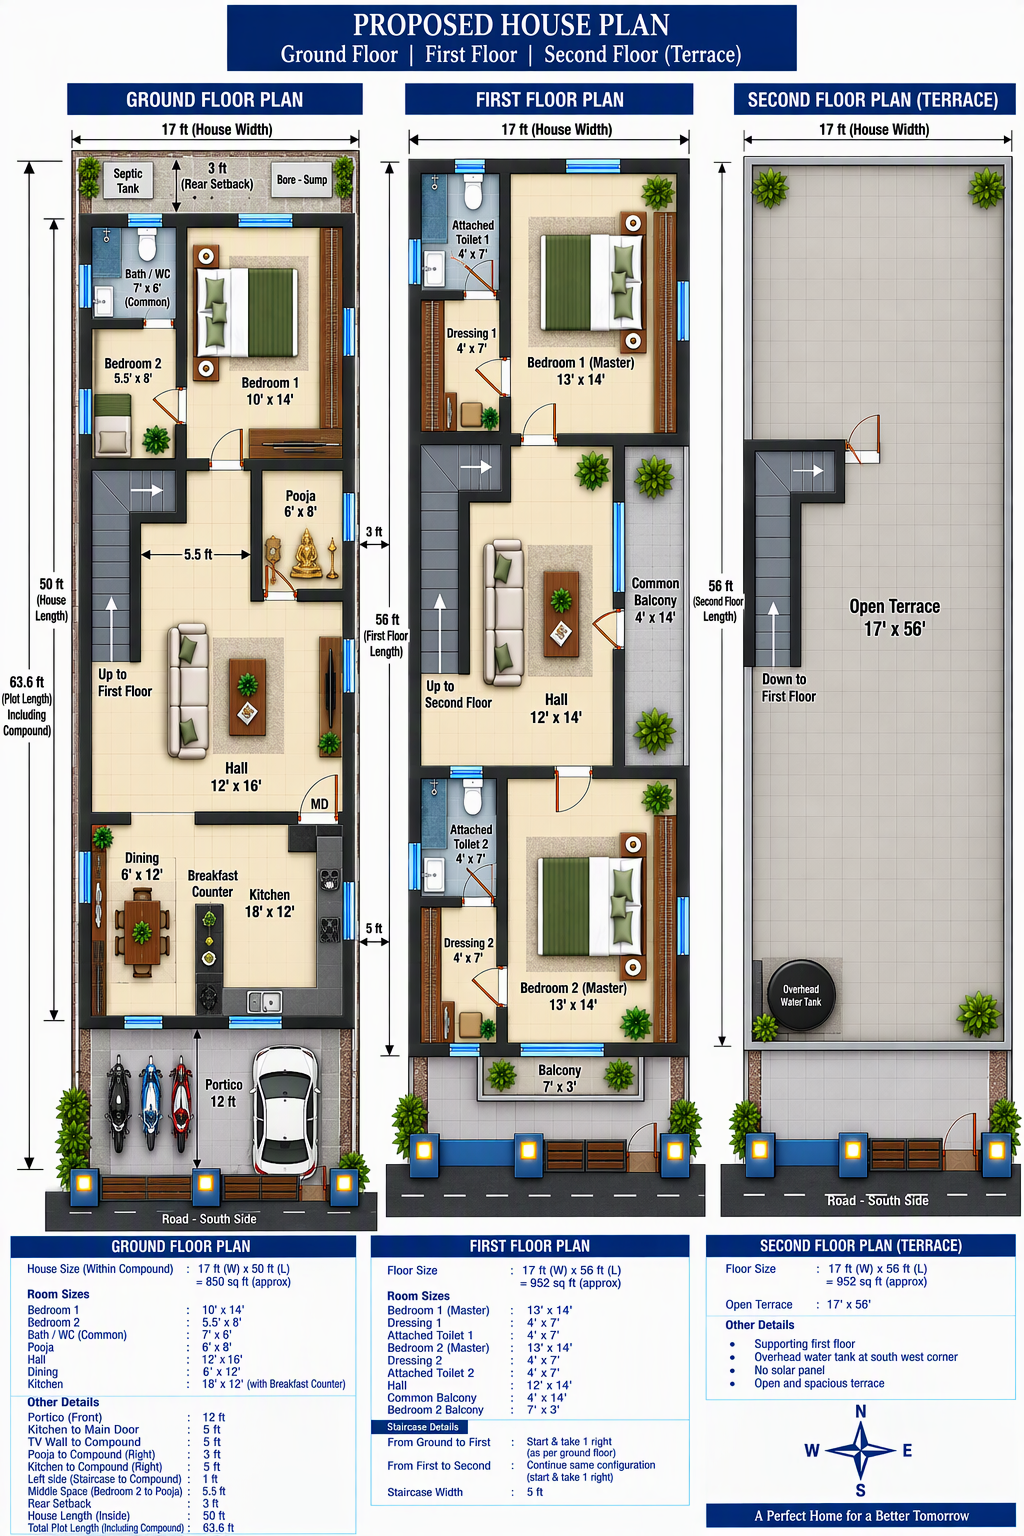 PROPOSED HOUSE PLAN
Ground Floor | First Floor | Second Floor (Terrace)
GROUND FLOOR PLAN
17 ft (House Width)
Septic
Tank
3 ft
(Rear Setback)
Bore - Sump
Bath / WC
7' x 6'
(Common)
Bedroom 2
5.5' x 8'
Bedroom 1
10' x 14'
Pooja
6' x 8'
5.5 ft
3 ft
50 ft
(House
Length)
63.6 ft
(Plot Length)
Including
Compound)
Up to
First Floor
Hall
12' x 16'
MD
Dining
6' x 12'
Breakfast
Counter
Kitchen
18' x 12'
5 ft
Portico
12 ft
Road - South Side
FIRST FLOOR PLAN
17 ft (House Width)
Attached
Toilet 1
4' x 7'
Dressing 1
4' x 7'
Bedroom 1 (Master)
13' x 14'
56 ft
(First Floor
Length)
Common
Balcony
4' x 14'
Up to
Second Floor
Hall
12' x 14'
Attached
Toilet 2
4' x 7'
Dressing 2
4' x 7'
Bedroom 2 (Master)
13' x 14'
Balcony
7' x 3'
SECOND FLOOR PLAN (TERRACE)
17 ft (House Width)
56 ft
(Second Floor
Length)
Open Terrace
17' x 56'
Down to
First Floor
Overhead
Water Tank
Road - South Side
GROUND FLOOR PLAN
House Size (Within Compound) : 17 ft (W) x 50 ft (L)
= 850 sq ft (approx)
Room Sizes
Bedroom 1 : 10' x 14'
Bedroom 2 : 5.5' x 8'
Bath / WC (Common) : 7' x 6'
Pooja : 6' x 8'
Hall : 12' x 16'
Dining : 6' x 12'
Kitchen : 18' x 12' (with Breakfast Counter)
Other Details
Portico (Front) : 12 ft
Kitchen to Main Door : 5 ft
TV Wall to Compound : 5 ft
Pooja to Compound (Right) : 3 ft
Kitchen to Compound (Right) : 5 ft
Left side (Staircase to Compound) : 1 ft
Middle Space (Bedroom 2 to Pooja) : 5.5 ft
Rear Setback : 3 ft
House Length (Inside) : 50 ft
Total Plot Length (Including Compound) : 63.6 ft
FIRST FLOOR PLAN
Floor Size : 17 ft (W) x 56 ft (L)
= 952 sq ft (approx)
Room Sizes
Bedroom 1 (Master) : 13' x 14'
Dressing 1 : 4' x 7'
Attached Toilet 1 : 4' x 7'
Bedroom 2 (Master) : 13' x 14'
Dressing 2 : 4' x 7'
Attached Toilet 2 : 4' x 7'
Hall : 12' x 14'
Common Balcony : 4' x 14'
Bedroom 2 Balcony : 7' x 3'
Staircase Details
From Ground to First : Start & take 1 right
(as per ground floor)
From First to Second : Continue same configuration
(start & take 1 right)
Staircase Width : 5 ft
SECOND FLOOR PLAN (TERRACE)
Floor Size : 17 ft (W) x 56 ft (L)
= 952 sq ft (approx)
Open Terrace : 17' x 56'
Other Details
• Supporting first floor
• Overhead water tank at south west corner
• No solar panel
• Open and spacious terrace
N
W E
S
A Perfect Home for a Better Tomorrow